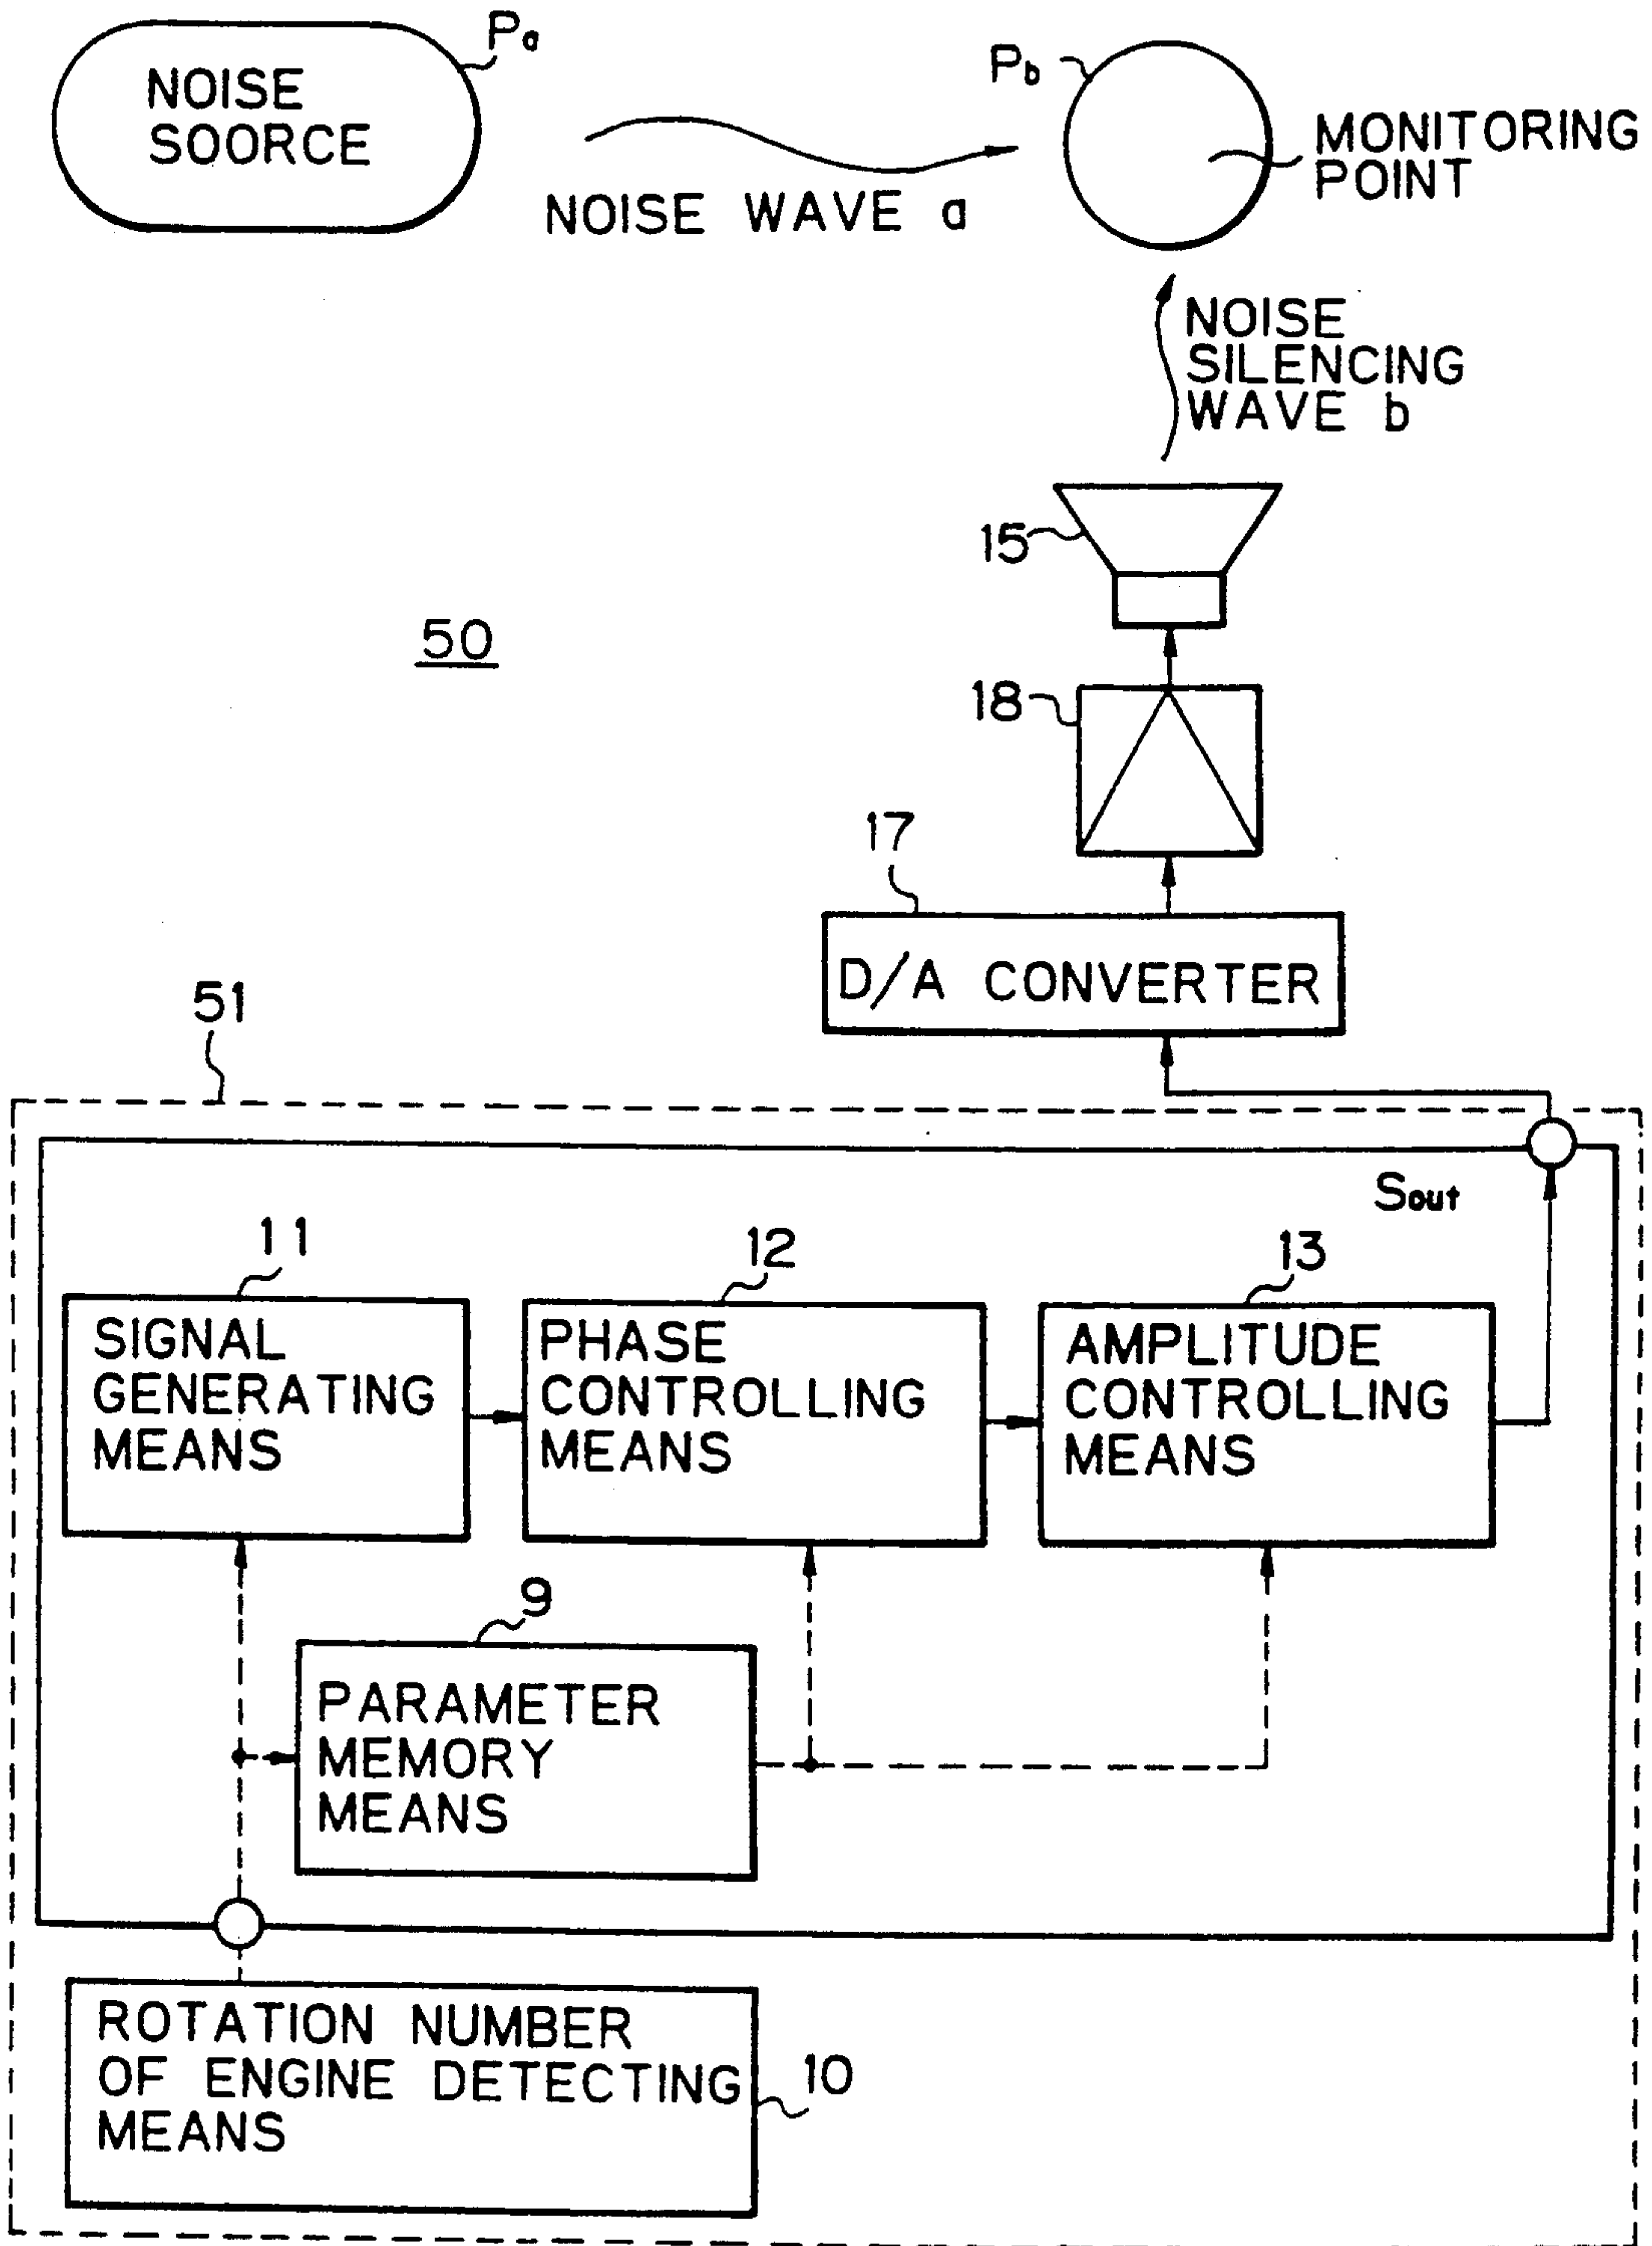 Pa
NOISE
SOORCE
Pb
MONITORING
POINT
NOISE WAVE a
NOISE
SILENCING
WAVE b
15
50
18
17
D/A CONVERTER
51
Sout
11
12
13
SIGNAL
GENERATING
MEANS
PHASE
CONTROLLING
MEANS
AMPLITUDE
CONTROLLING
MEANS
9
PARAMETER
MEMORY
MEANS
ROTATION NUMBER
OF ENGINE DETECTING
MEANS
10